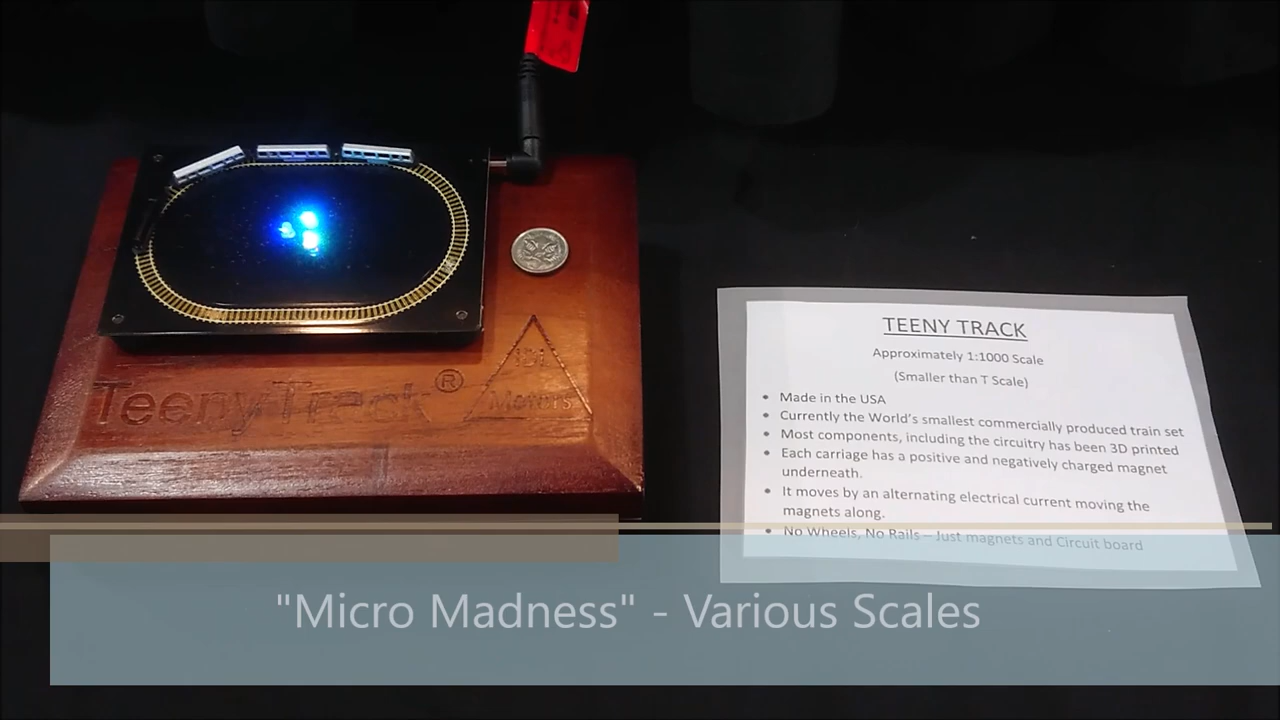 TeenyTrack®
Motors
TEENY TRACK
Approximately 1:1000 Scale
(Smaller than T Scale)
• Made in the USA
• Currently the World's smallest commercially produced train set
• Most components, including the circuitry has been 3D printed
• Each carriage has a positive and negatively charged magnet
underneath.
• It moves by an alternating electrical current moving the
magnets along.
• No Wheels, No Rails – Just magnets and Circuit board
"Micro Madness" - Various Scales